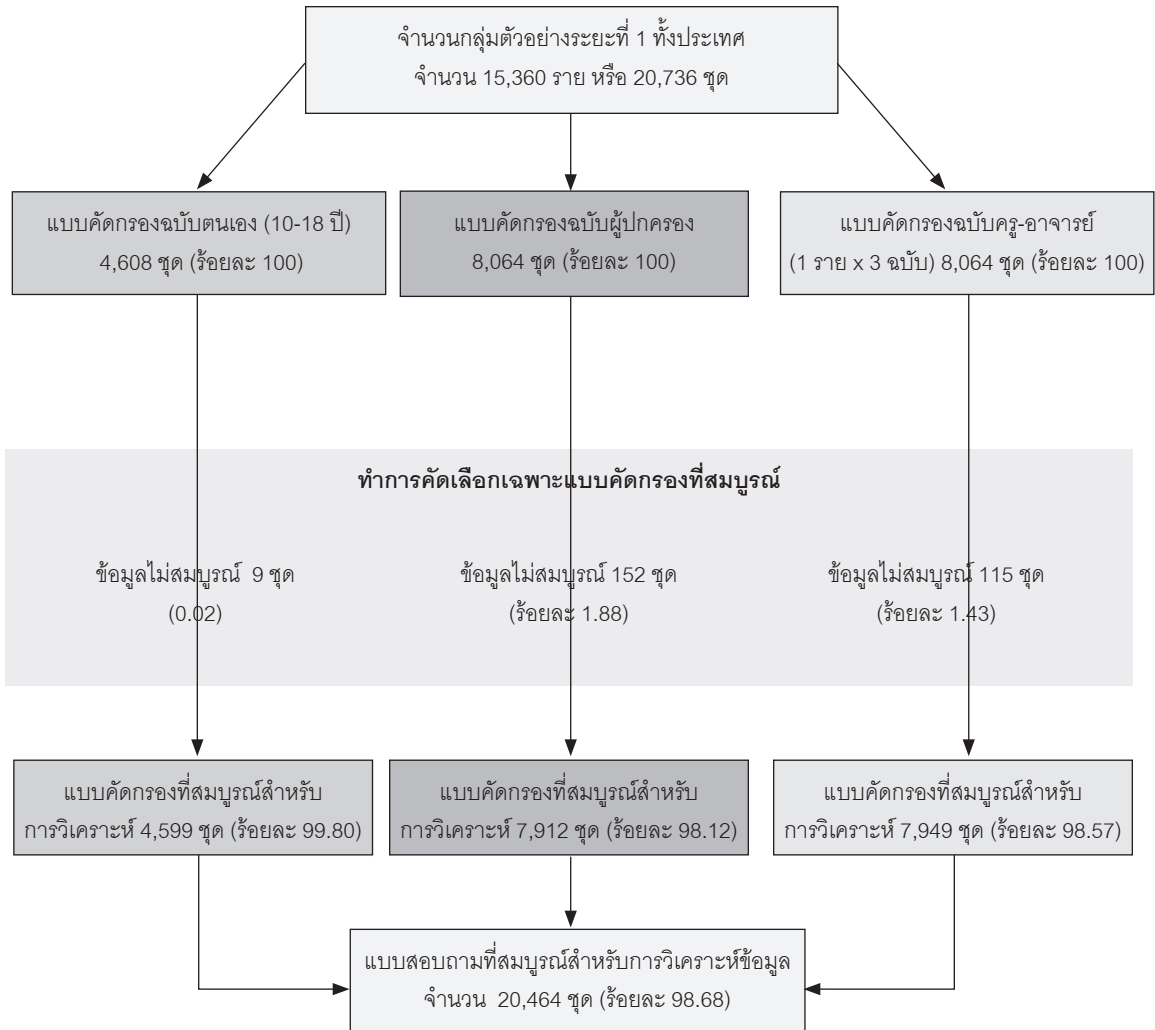 จำนวนกลุ่มตัวอย่างระยะที่ 1 ทั้งประเทศ
จำนวน 15,360 ราย หรือ 20,736 ชุด
แบบคัดกรองฉบับตนเอง (10-18 ปี)
4,608 ชุด (ร้อยละ 100)
แบบคัดกรองฉบับผู้ปกครอง
8,064 ชุด (ร้อยละ 100)
แบบคัดกรองฉบับครู-อาจารย์
(1 ราย x 3 ฉบับ) 8,064 ชุด (ร้อยละ 100)
ทำการคัดเลือกเฉพาะแบบคัดกรองที่สมบูรณ์
ข้อมูลไม่สมบูรณ์ 9 ชุด
(0.02)
ข้อมูลไม่สมบูรณ์ 152 ชุด
(ร้อยละ 1.88)
ข้อมูลไม่สมบูรณ์ 115 ชุด
(ร้อยละ 1.43)
แบบคัดกรองที่สมบูรณ์สำหรับ
การวิเคราะห์ 4,599 ชุด (ร้อยละ 99.80)
แบบคัดกรองที่สมบูรณ์สำหรับ
การวิเคราะห์ 7,912 ชุด (ร้อยละ 98.12)
แบบคัดกรองที่สมบูรณ์สำหรับ
การวิเคราะห์ 7,949 ชุด (ร้อยละ 98.57)
แบบสอบถามที่สมบูรณ์สำหรับการวิเคราะห์ข้อมูล
จำนวน 20,464 ชุด (ร้อยละ 98.68)